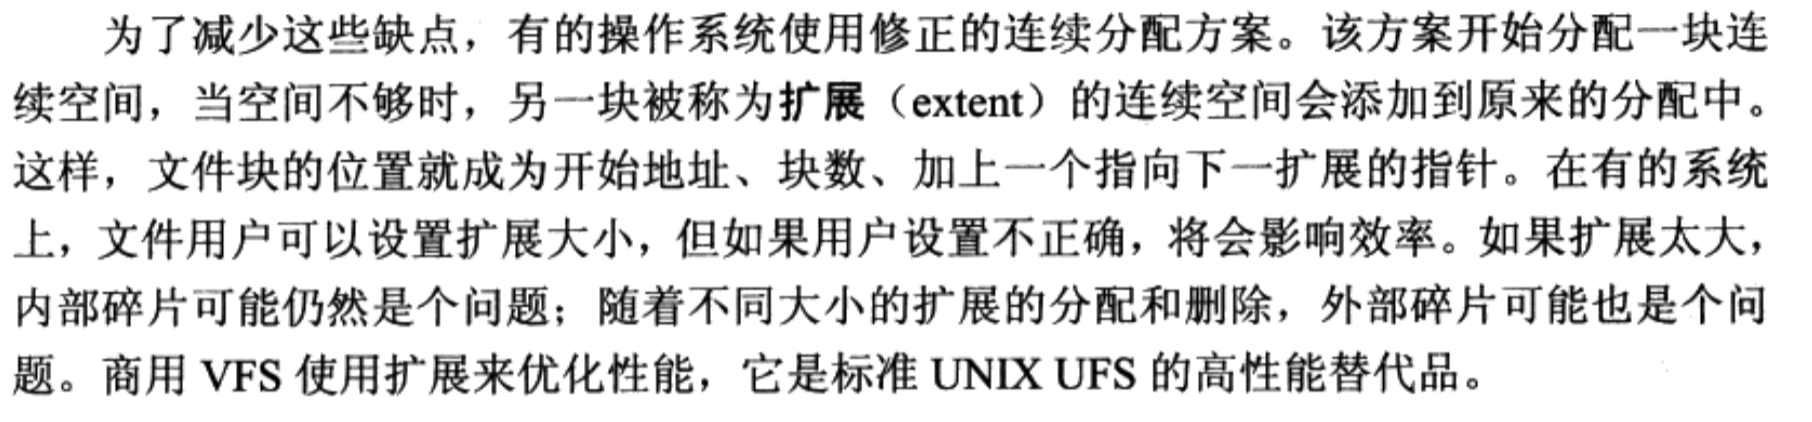 为了减少这些缺点，有的操作系统使用修正的连续分配方案。该方案开始分配一块连
续空间，当空间不够时，另一块被称为扩展（extent）的连续空间会添加到原来的分配中。
这样，文件块的位置就成为开始地址、块数、加上一个指向下一扩展的指针。在有的系统
上，文件用户可以设置扩展大小，但如果用户设置不正确，将会影响效率。如果扩展太大，
内部碎片可能仍然是个问题；随着不同大小的扩展的分配和删除，外部碎片可能也是个问
题。商用 VFS 使用扩展来优化性能，它是标准 UNIX UFS 的高性能替代品。